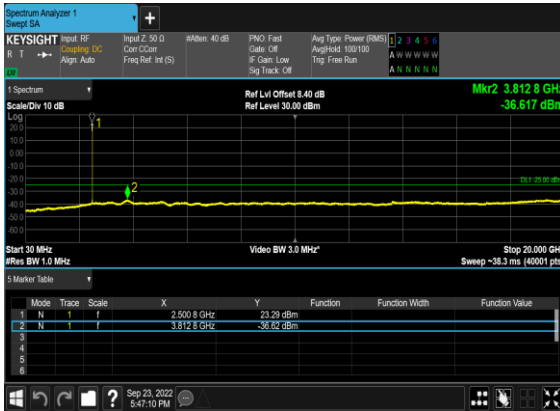 Spectrum Analyzer 1
Swept SA
KEYSIGHT Input: RF Input Z: 50 Ω #Atten: 40 dB PNO: Fast Avg Type: Power (RMS) 1 2 3 4 5 6
R T Coupling: DC Corr CCorr Gate: Off Avg|Hold: 100/100 A W W W W W
Align: Auto Freq Ref: Int (S) IF Gain: Low Trig: Free Run
Sig Track: Off A N N N N N
1 Spectrum Ref Lvl Offset 8.40 dB Mkr2 3.812 8 GHz
Scale/Div 10 dB Ref Level 30.00 dBm -36.617 dBm
Log
1
20.0
10.0
0.00
-10.0
-20.0
DL1 -25.00 dBm
-30.0
2
-40.0
-50.0
-60.0
Start 30 MHz Video BW 3.0 MHz* Stop 20.000 GHz
#Res BW 1.0 MHz Sweep ~38.3 ms (40001 pts)
5 Marker Table
Mode Trace Scale X Y Function Function Width Function Value
1 N 1 f 2.500 8 GHz 23.29 dBm
2 N 1 f 3.812 8 GHz -36.62 dBm
3
4
5
6
Sep 23, 2022
5:47:10 PM